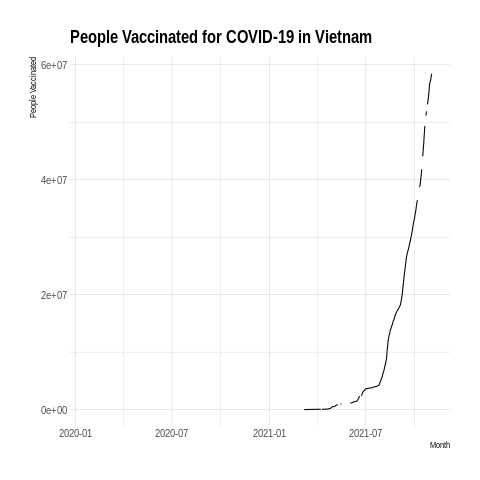 People Vaccinated for COVID-19 in Vietnam
People Vaccinated
6e+07
4e+07
2e+07
0e+00
2020-01 2020-07 2021-01 2021-07
Month